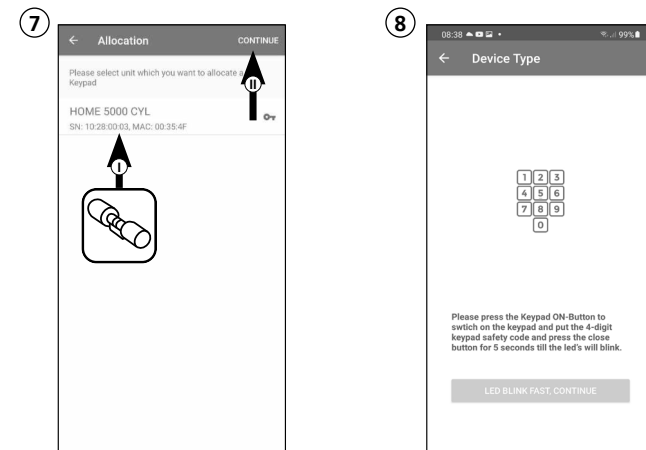 7
← Allocation CONTINUE
Please select unit which you want to allocate a
Keypad
II
HOME 5000 CYL
SN: 10:28:00:03, MAC: 00:35:4F
I
8
08:38 99%
← Device Type
1 2 3
4 5 6
7 8 9
0
Please press the Keypad ON-Button to
swtich on the keypad and put the 4-digit
keypad safety code and press the close
button for 5 seconds till the led's will blink.
LED BLINK FAST, CONTINUE